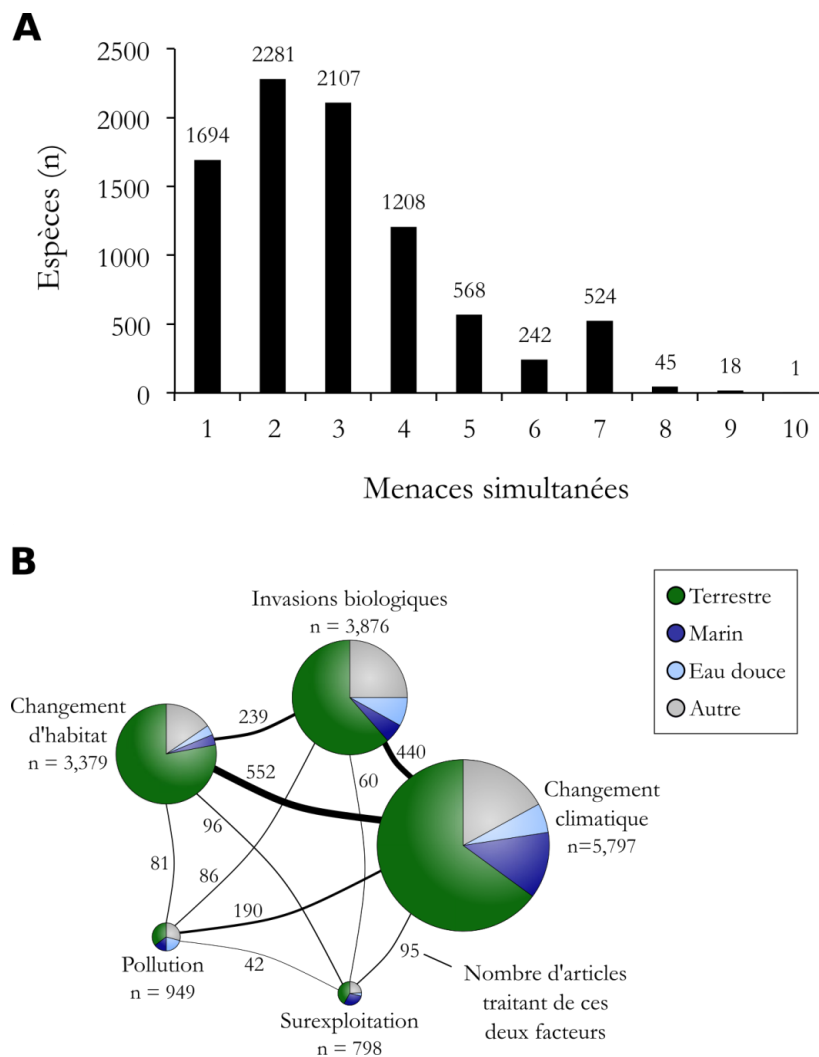 A
Espèces (n)
2500
2000
1500
1000
500
0
1694
2281
2107
1208
568
242
524
45
18
1
1 2 3 4 5 6 7 8 9 10
Menaces simultanées
B
Terrestre
Marin
Eau douce
Autre
Invasions biologiques
n = 3,876
Changement
d'habitat
n = 3,379
239
440
552
60
Changement
climatique
n=5,797
96
81
86
190
95
42
Pollution
n = 949
Surexploitation
n = 798
Nombre d'articles
traitant de ces
deux facteurs